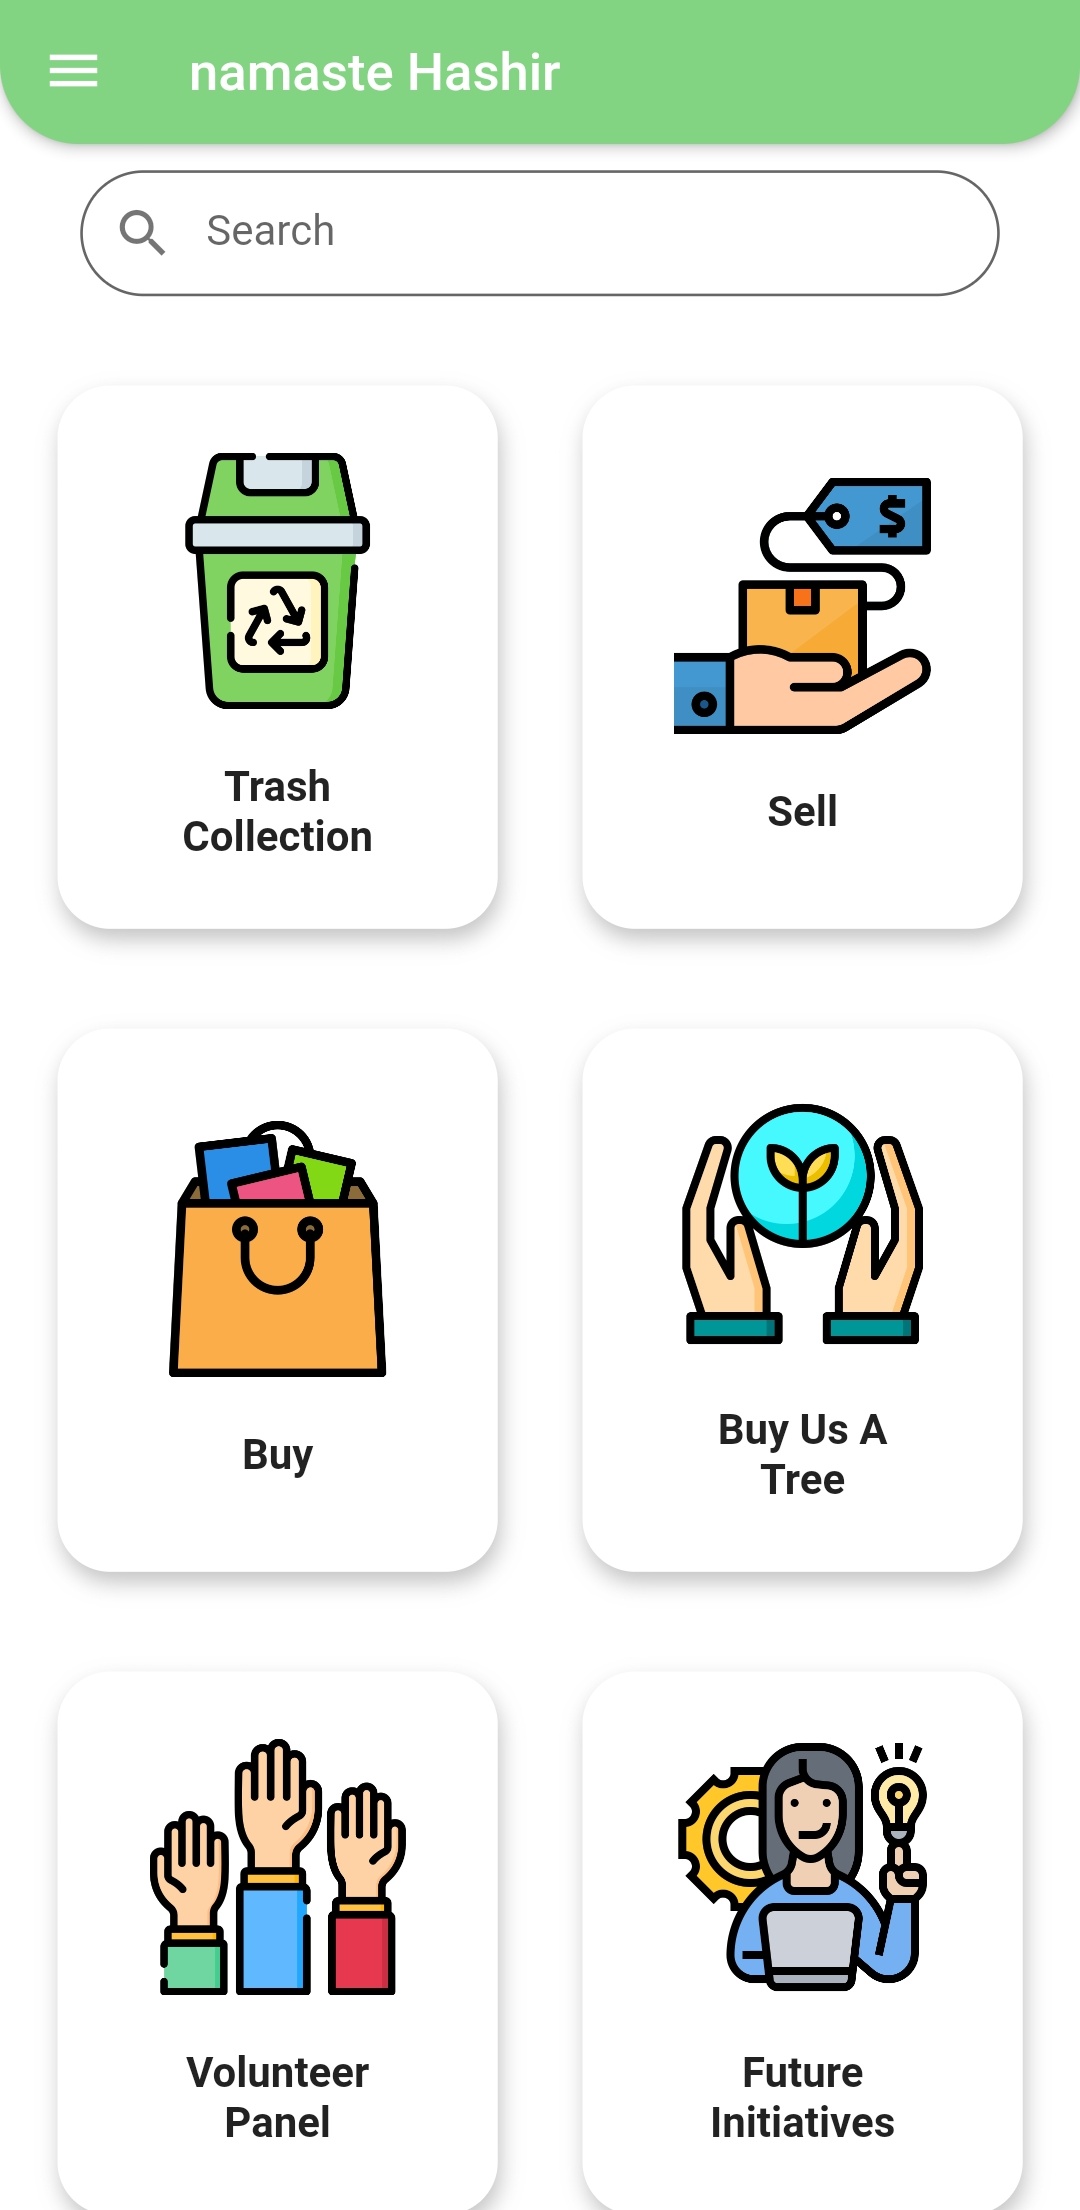 namaste Hashir
Search
$
Trash
Collection
Sell
Buy
Buy Us A
Tree
Volunteer
Panel
Future
Initiatives